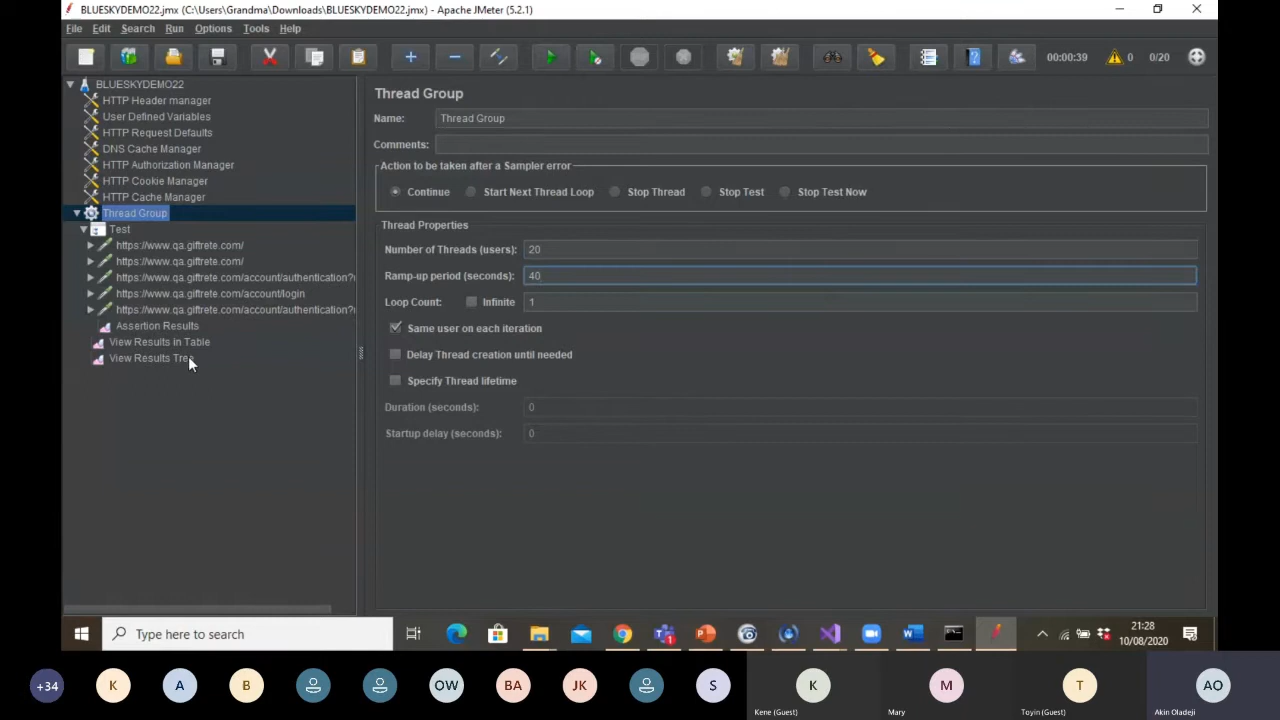 BLUESKYDEMO22.jmx (C:\Users\Grandma\Downloads\BLUESKYDEMO22.jmx) - Apache JMeter (5.2.1)
File Edit Search Run Options Tools Help
00:00:39 0 0/20
BLUESKYDEMO22
HTTP Header manager
User Defined Variables
HTTP Request Defaults
DNS Cache Manager
HTTP Authorization Manager
HTTP Cookie Manager
HTTP Cache Manager
Thread Group
Test
https://www.qa.giftrete.com/
https://www.qa.giftrete.com/
https://www.qa.giftrete.com/account/authentication?
https://www.qa.giftrete.com/account/login
https://www.qa.giftrete.com/account/authentication?
Assertion Results
View Results in Table
View Results Tree
Thread Group
Name: Thread Group
Comments:
Action to be taken after a Sampler error
Continue Start Next Thread Loop Stop Thread Stop Test Stop Test Now
Thread Properties
Number of Threads (users): 20
Ramp-up period (seconds): 40
Loop Count: Infinite 1
Same user on each iteration
Delay Thread creation until needed
Specify Thread lifetime
Duration (seconds): 0
Startup delay (seconds): 0
Type here to search
21:28
10/08/2020
+34 K A B OW BA JK S K M T AO
Kene (Guest) Mary Toyin (Guest) Akin Oladeji